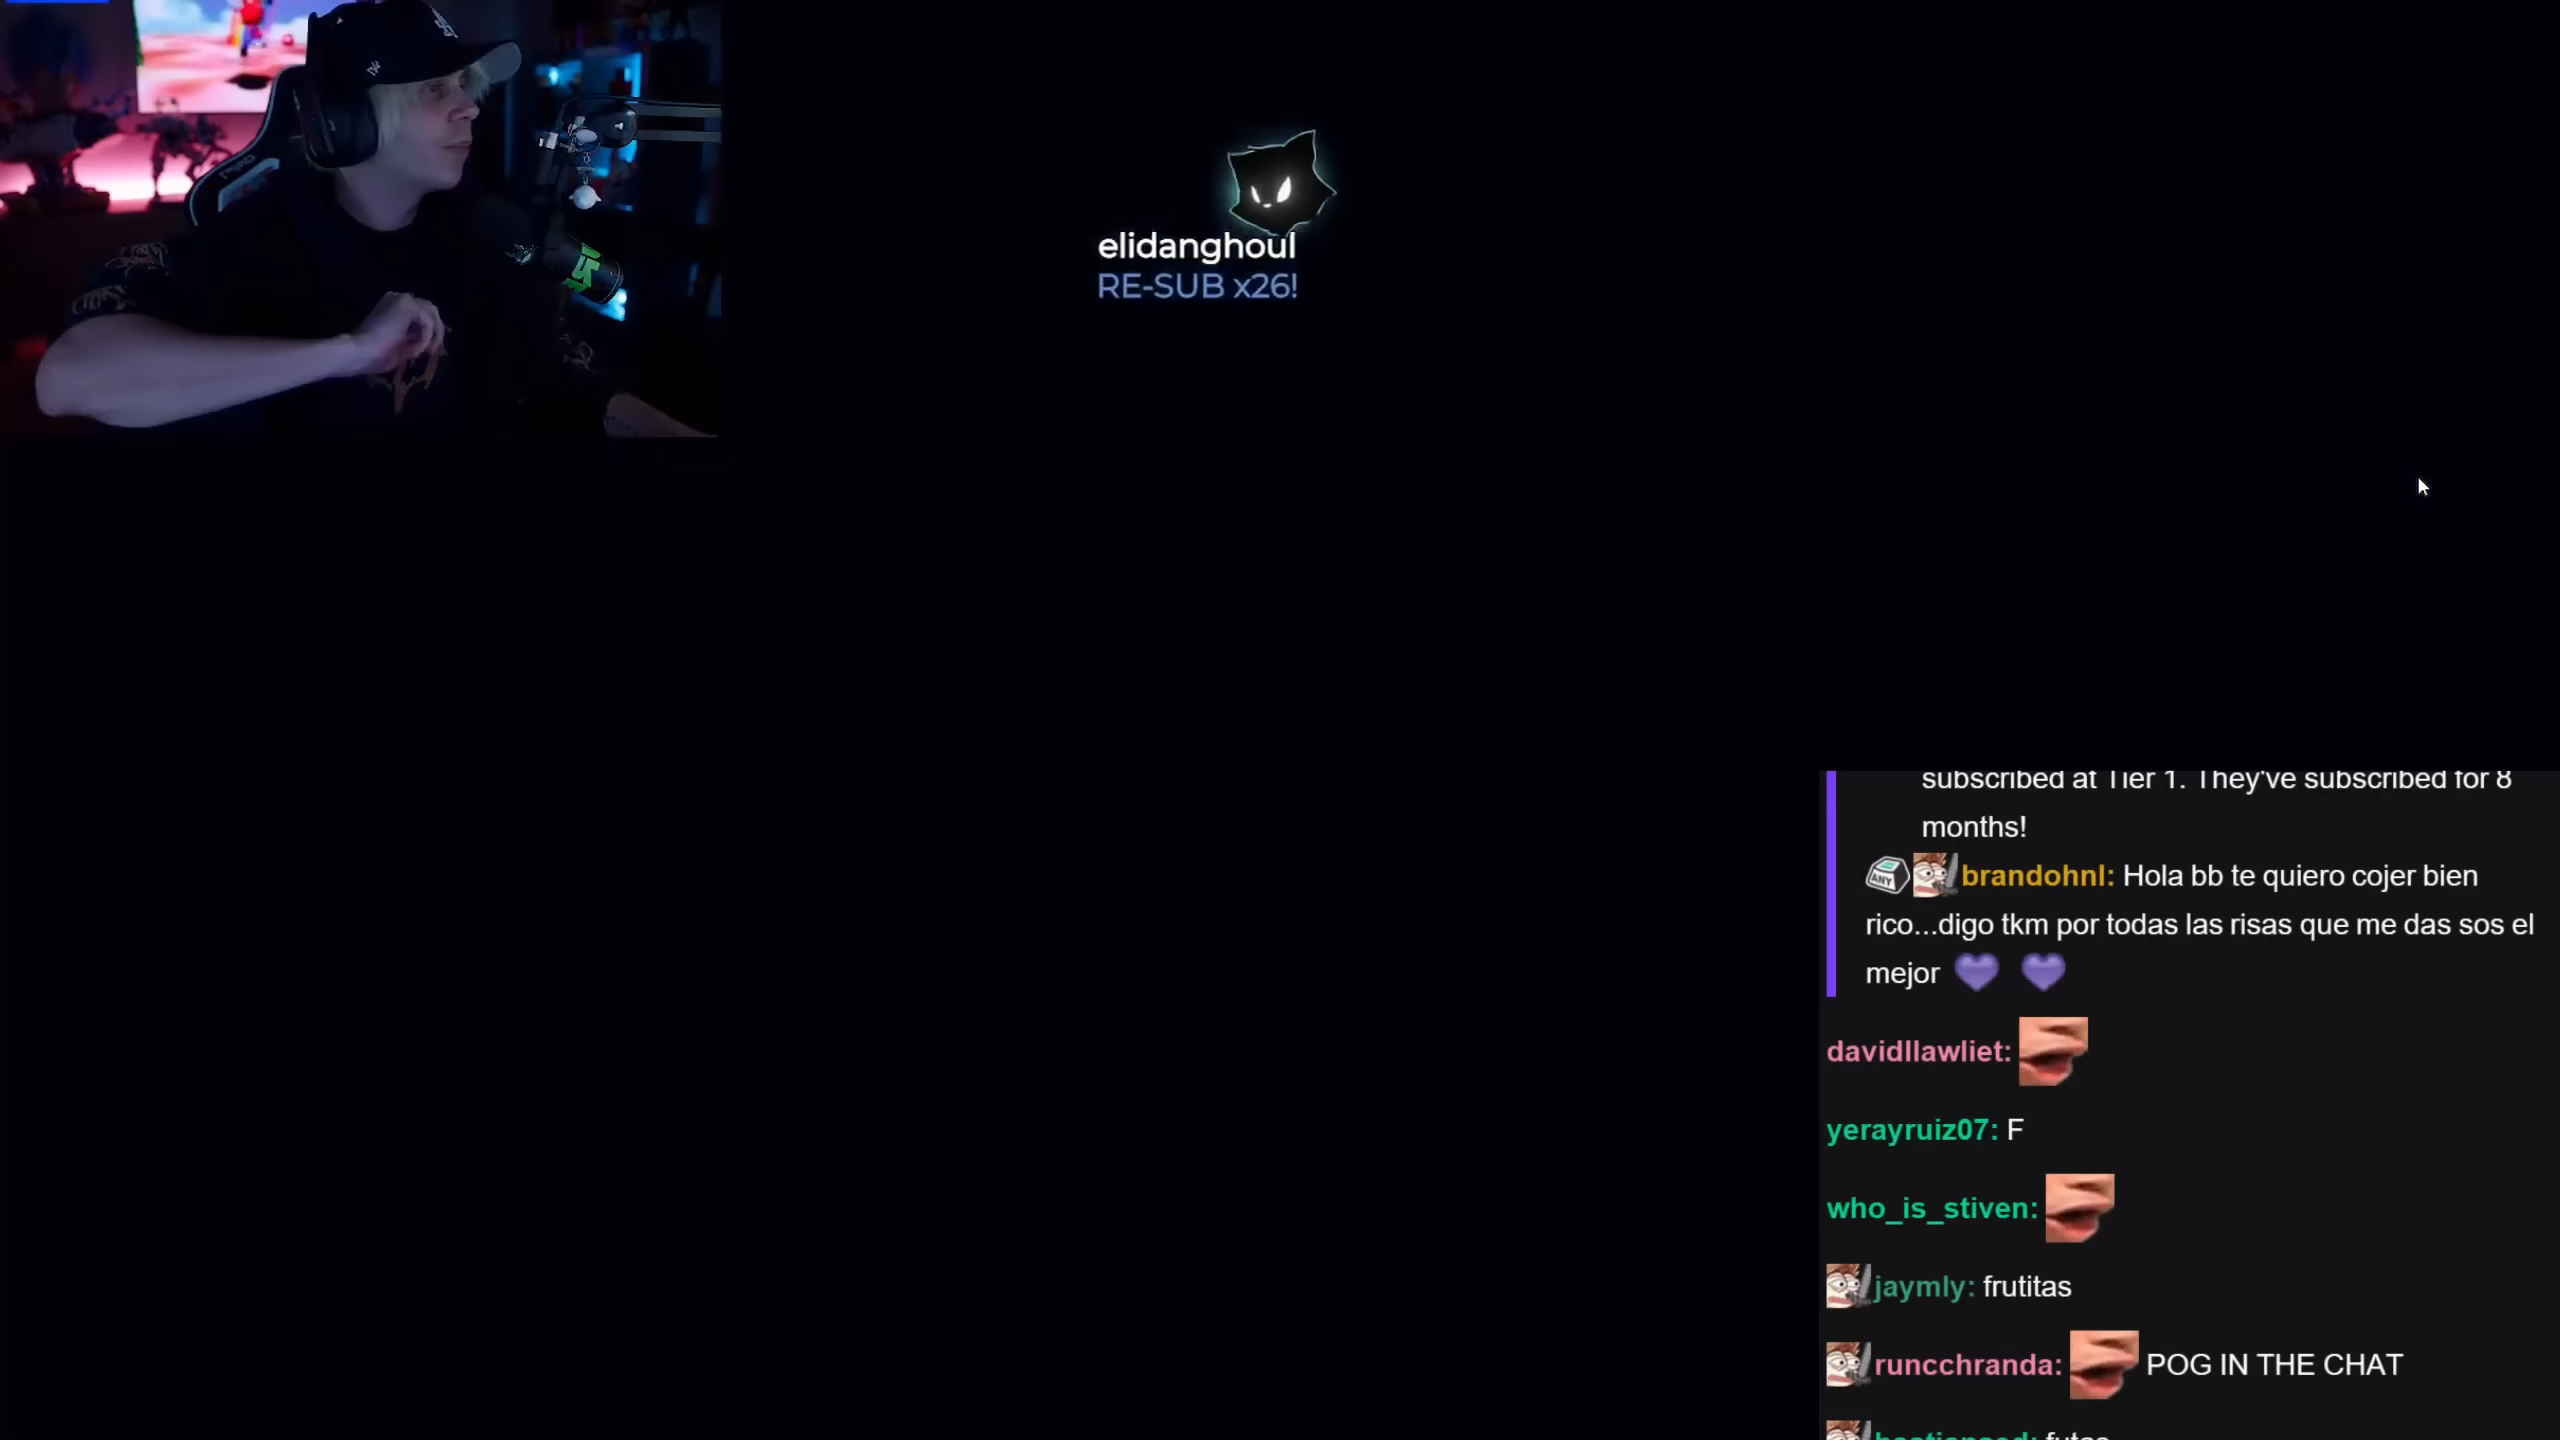 elidanghoul
RE-SUB x26!
subscribed at Tier 1. They've subscribed for 8
months!
ANY brandohnl: Hola bb te quiero cojer bien
rico...digo tkm por todas las risas que me das sos el
mejor
davidllawliet:
yerayruiz07: F
who_is_stiven:
jaymly: frutitas
runcchranda: POG IN THE CHAT